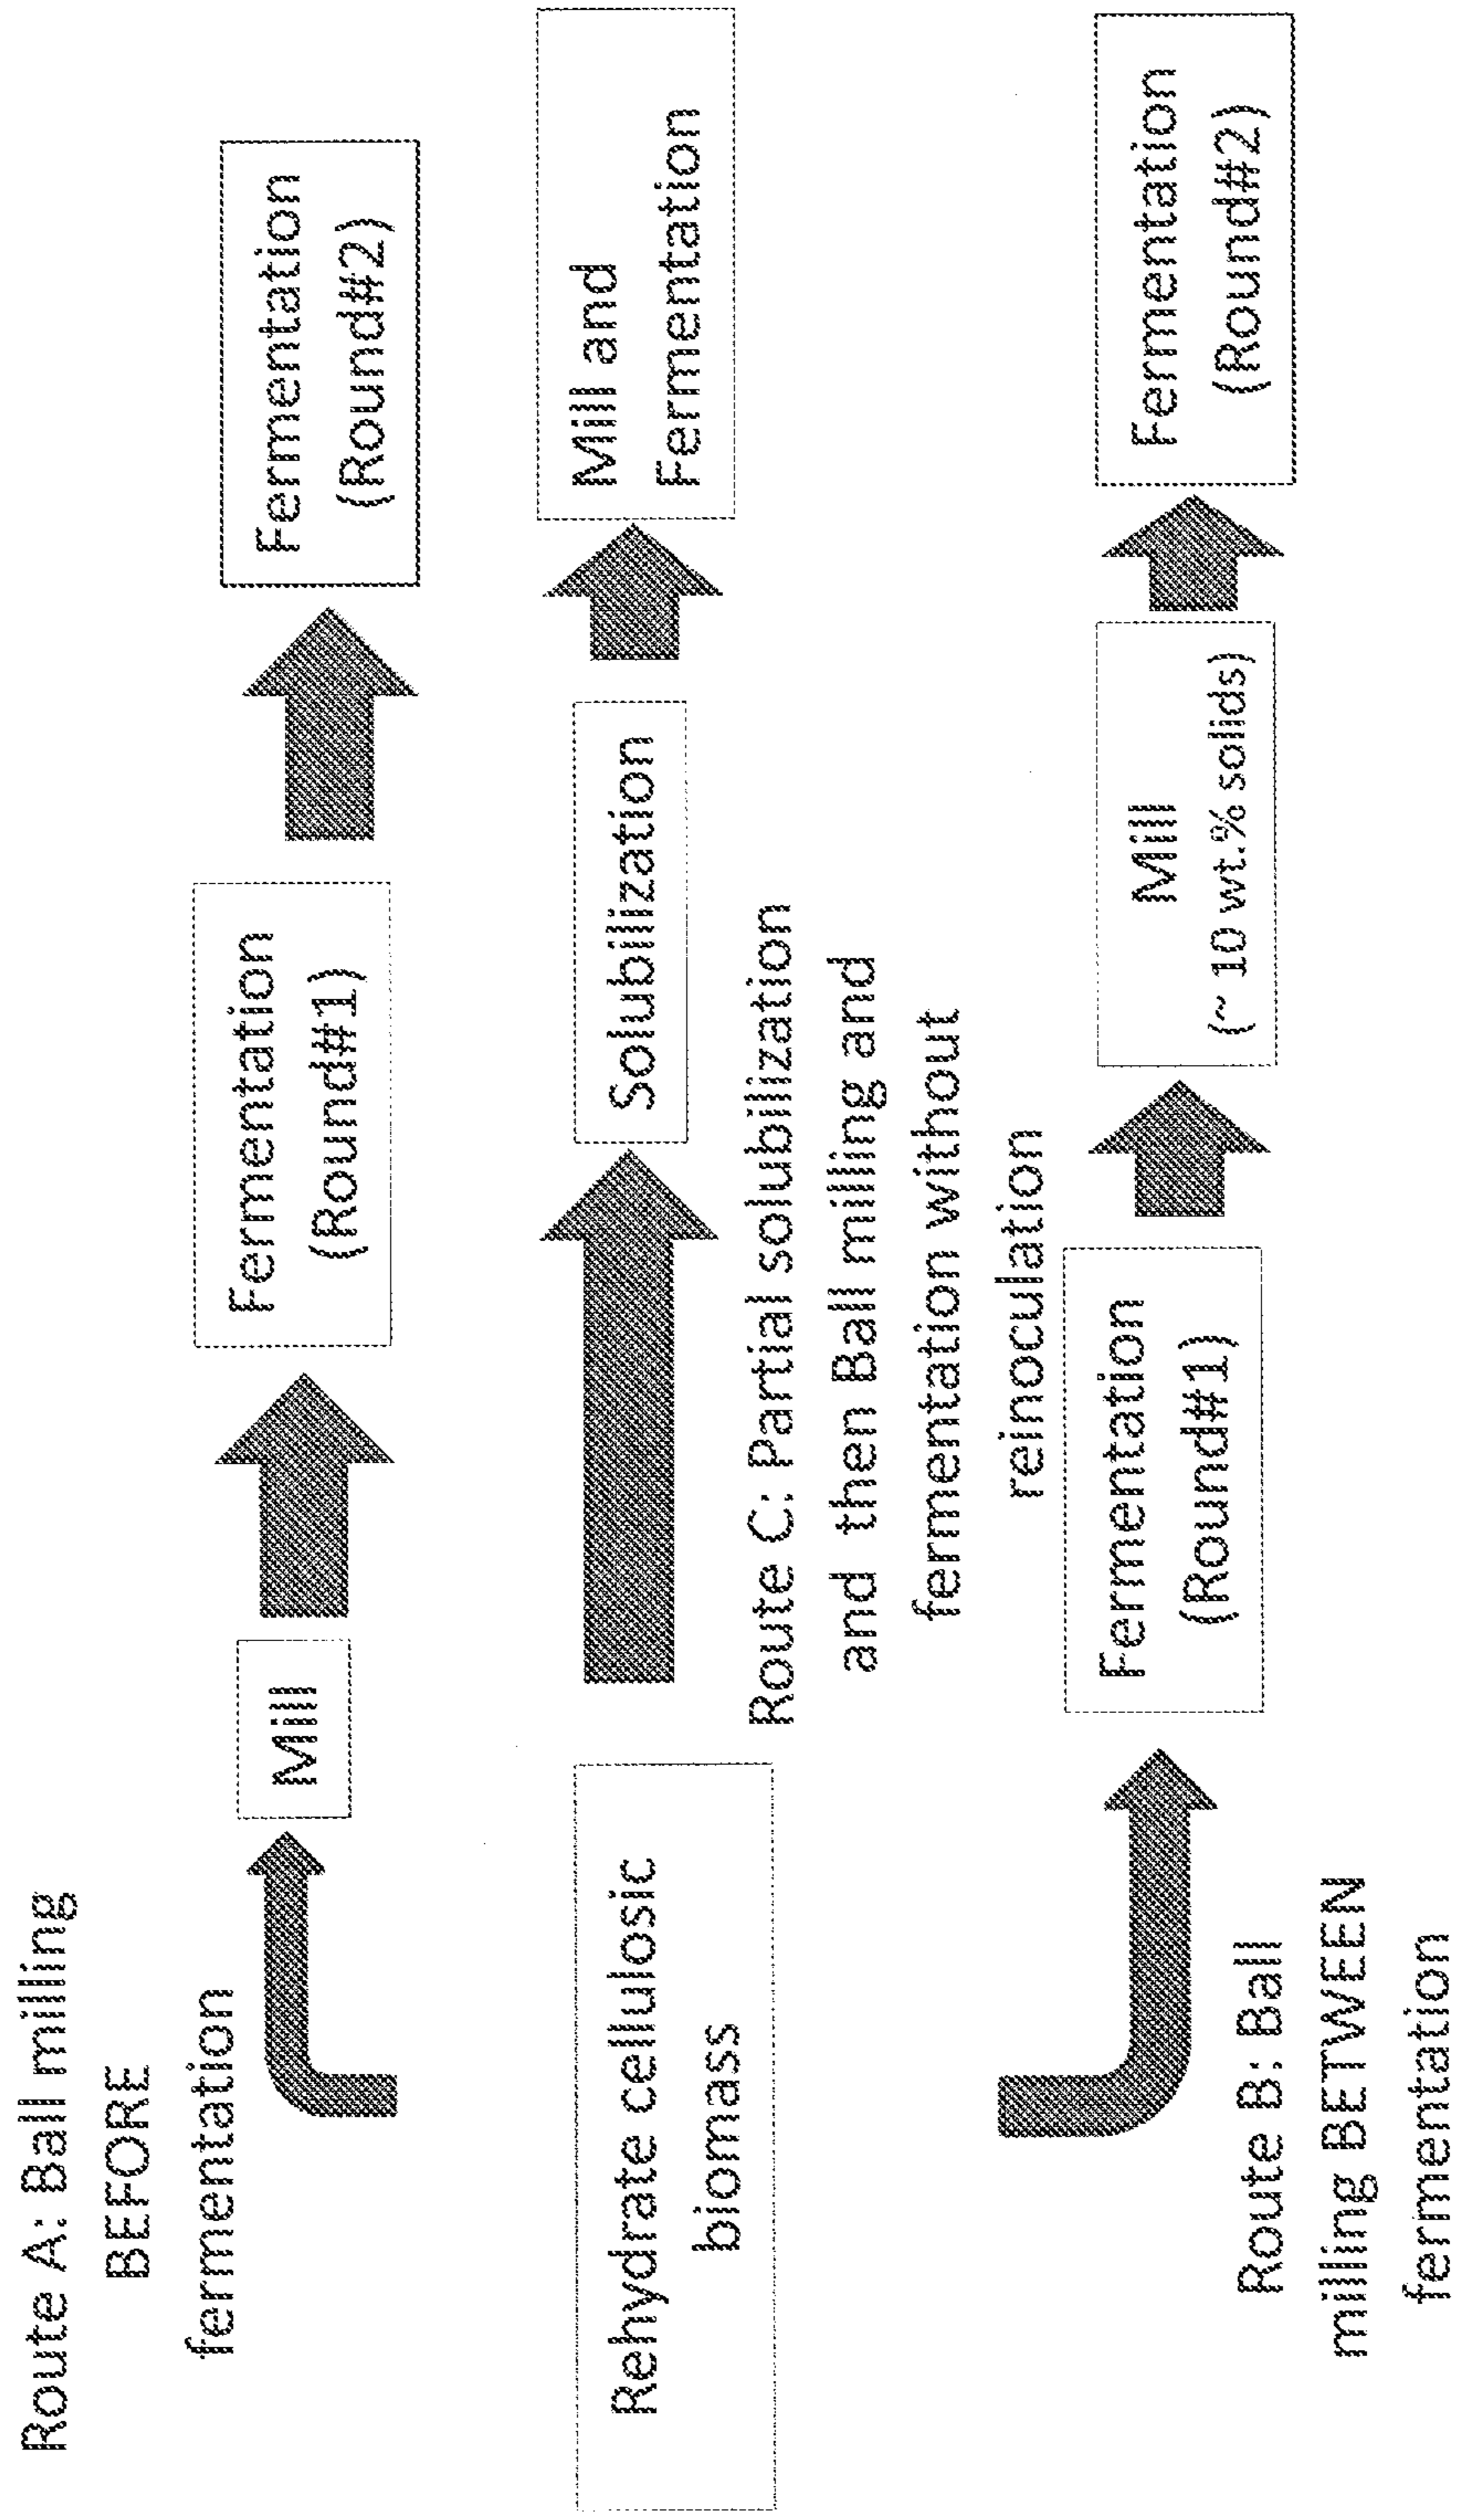 Route A: Ball milling
BEFORE
fermentation
Mill
Fermentation
(Round#1)
Fermentation
(Round#2)
Rehydrate cellulosic
biomass
Solubilization
Mill and
Fermentation
Route C: Partial solubilization
and then Ball milling and
fermentation without
reinoculation
Route B: Ball
milling BETWEEN
fermentation
Fermentation
(Round#1)
Mill
(~ 10 wt.% solids)
Fermentation
(Round#2)